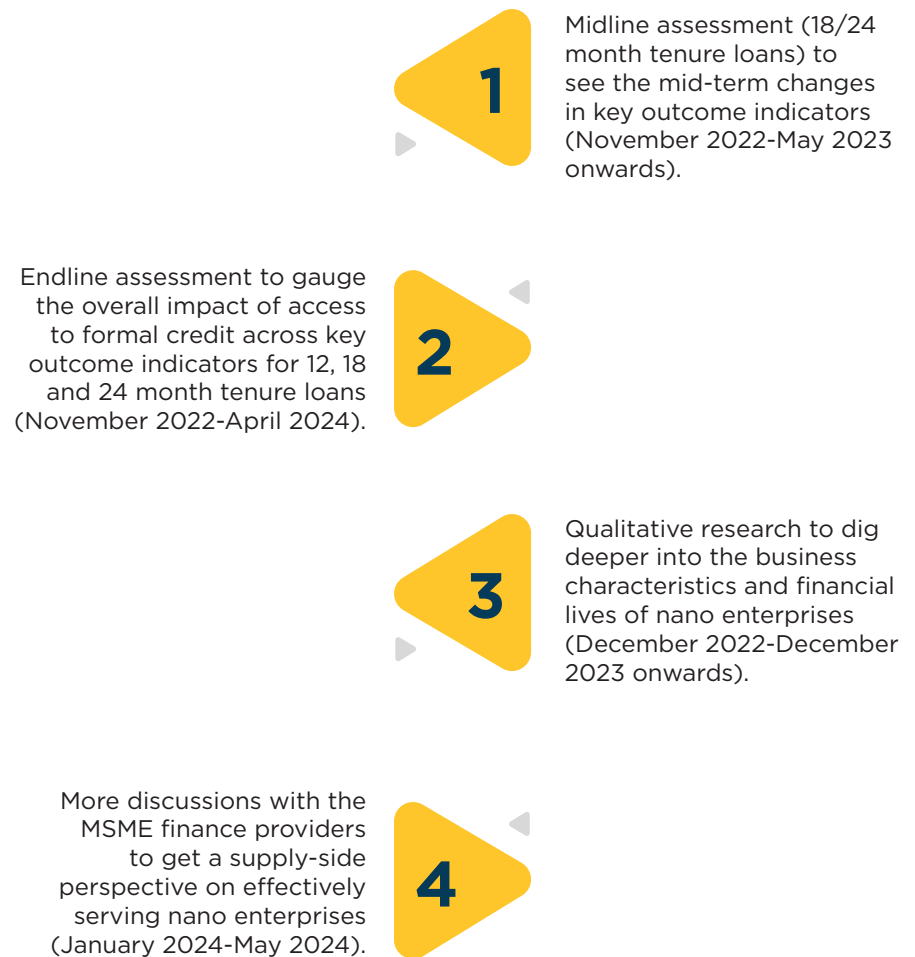 1
Midline assessment (18/24
month tenure loans) to
see the mid-term changes
in key outcome indicators
(November 2022-May 2023
onwards).
Endline assessment to gauge
the overall impact of access
to formal credit across key
outcome indicators for 12, 18
and 24 month tenure loans
(November 2022-April 2024).
2
3
Qualitative research to dig
deeper into the business
characteristics and financial
lives of nano enterprises
(December 2022-December
2023 onwards).
More discussions with the
MSME finance providers
to get a supply-side
perspective on effectively
serving nano enterprises
(January 2024-May 2024).
4